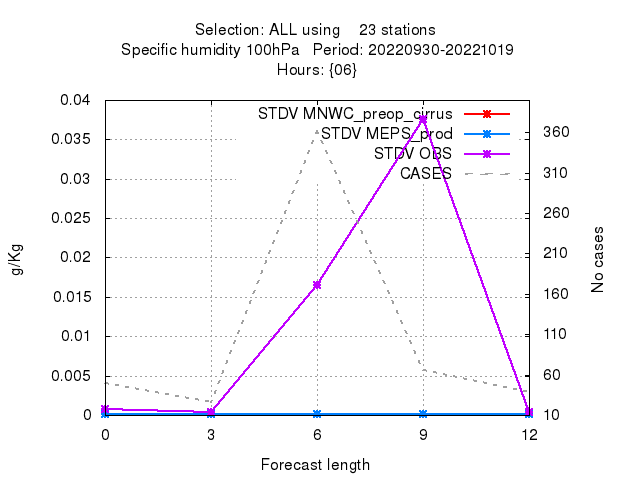 Selection: ALL using 23 stations
Specific humidity 100hPa Period: 20220930-20221019
Hours: {06}
STDV MNWC_preop_cirrus
STDV MEPS_prod
STDV OBS
CASES
g/Kg
0.04
0.035
0.03
0.025
0.02
0.015
0.01
0.005
0
No cases
360
310
260
210
160
110
60
10
0 3 6 9 12
Forecast length